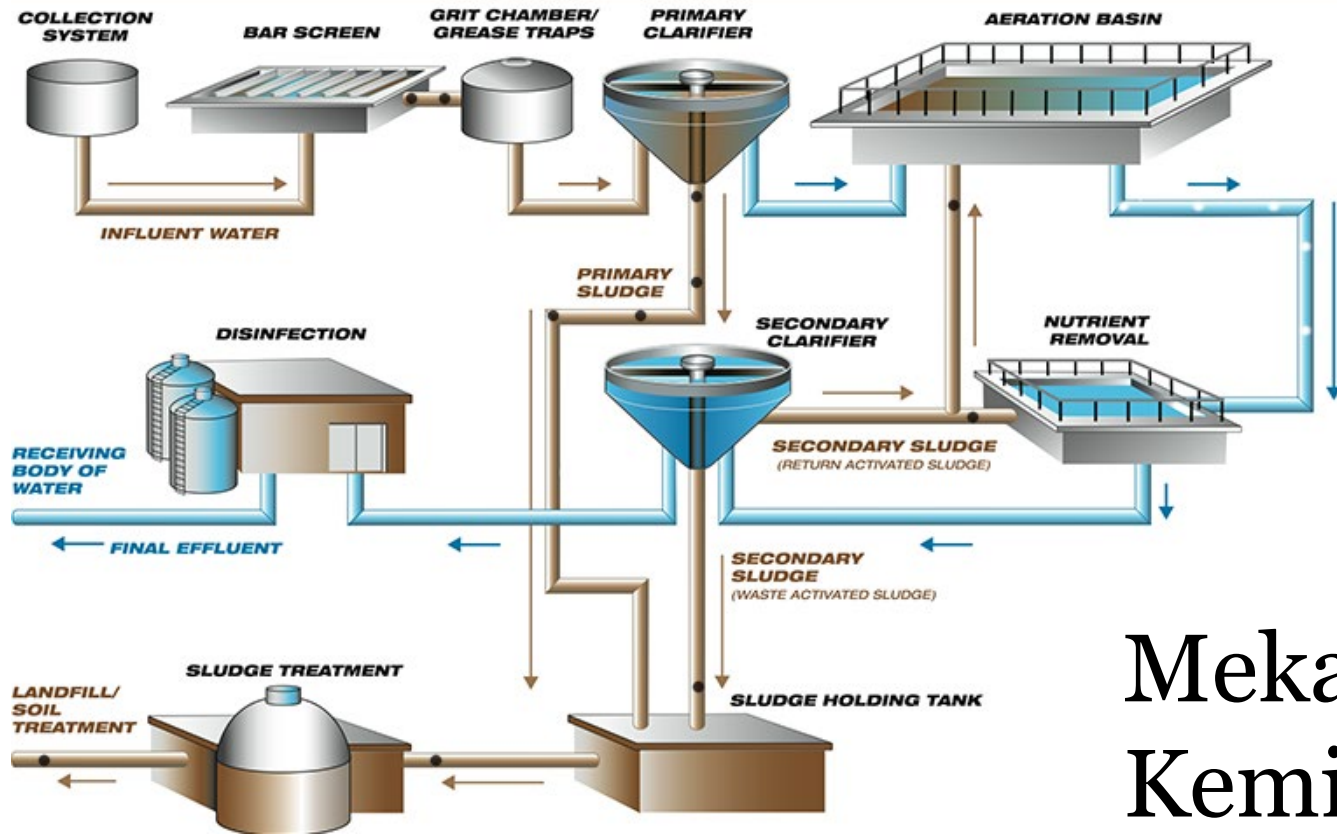 COLLECTION
SYSTEM
BAR SCREEN
GRIT CHAMBER/
GREASE TRAPS
PRIMARY
CLARIFIER
AERATION BASIN
INFLUENT WATER
PRIMARY
SLUDGE
DISINFECTION
SECONDARY
CLARIFIER
NUTRIENT
REMOVAL
SECONDARY SLUDGE
(RETURN ACTIVATED SLUDGE)
RECEIVING
BODY OF
WATER
FINAL EFFLUENT
SECONDARY
SLUDGE
(WASTE ACTIVATED SLUDGE)
SLUDGE TREATMENT
LANDFILL/
SOIL
TREATMENT
SLUDGE HOLDING TANK
Meka
Kemi